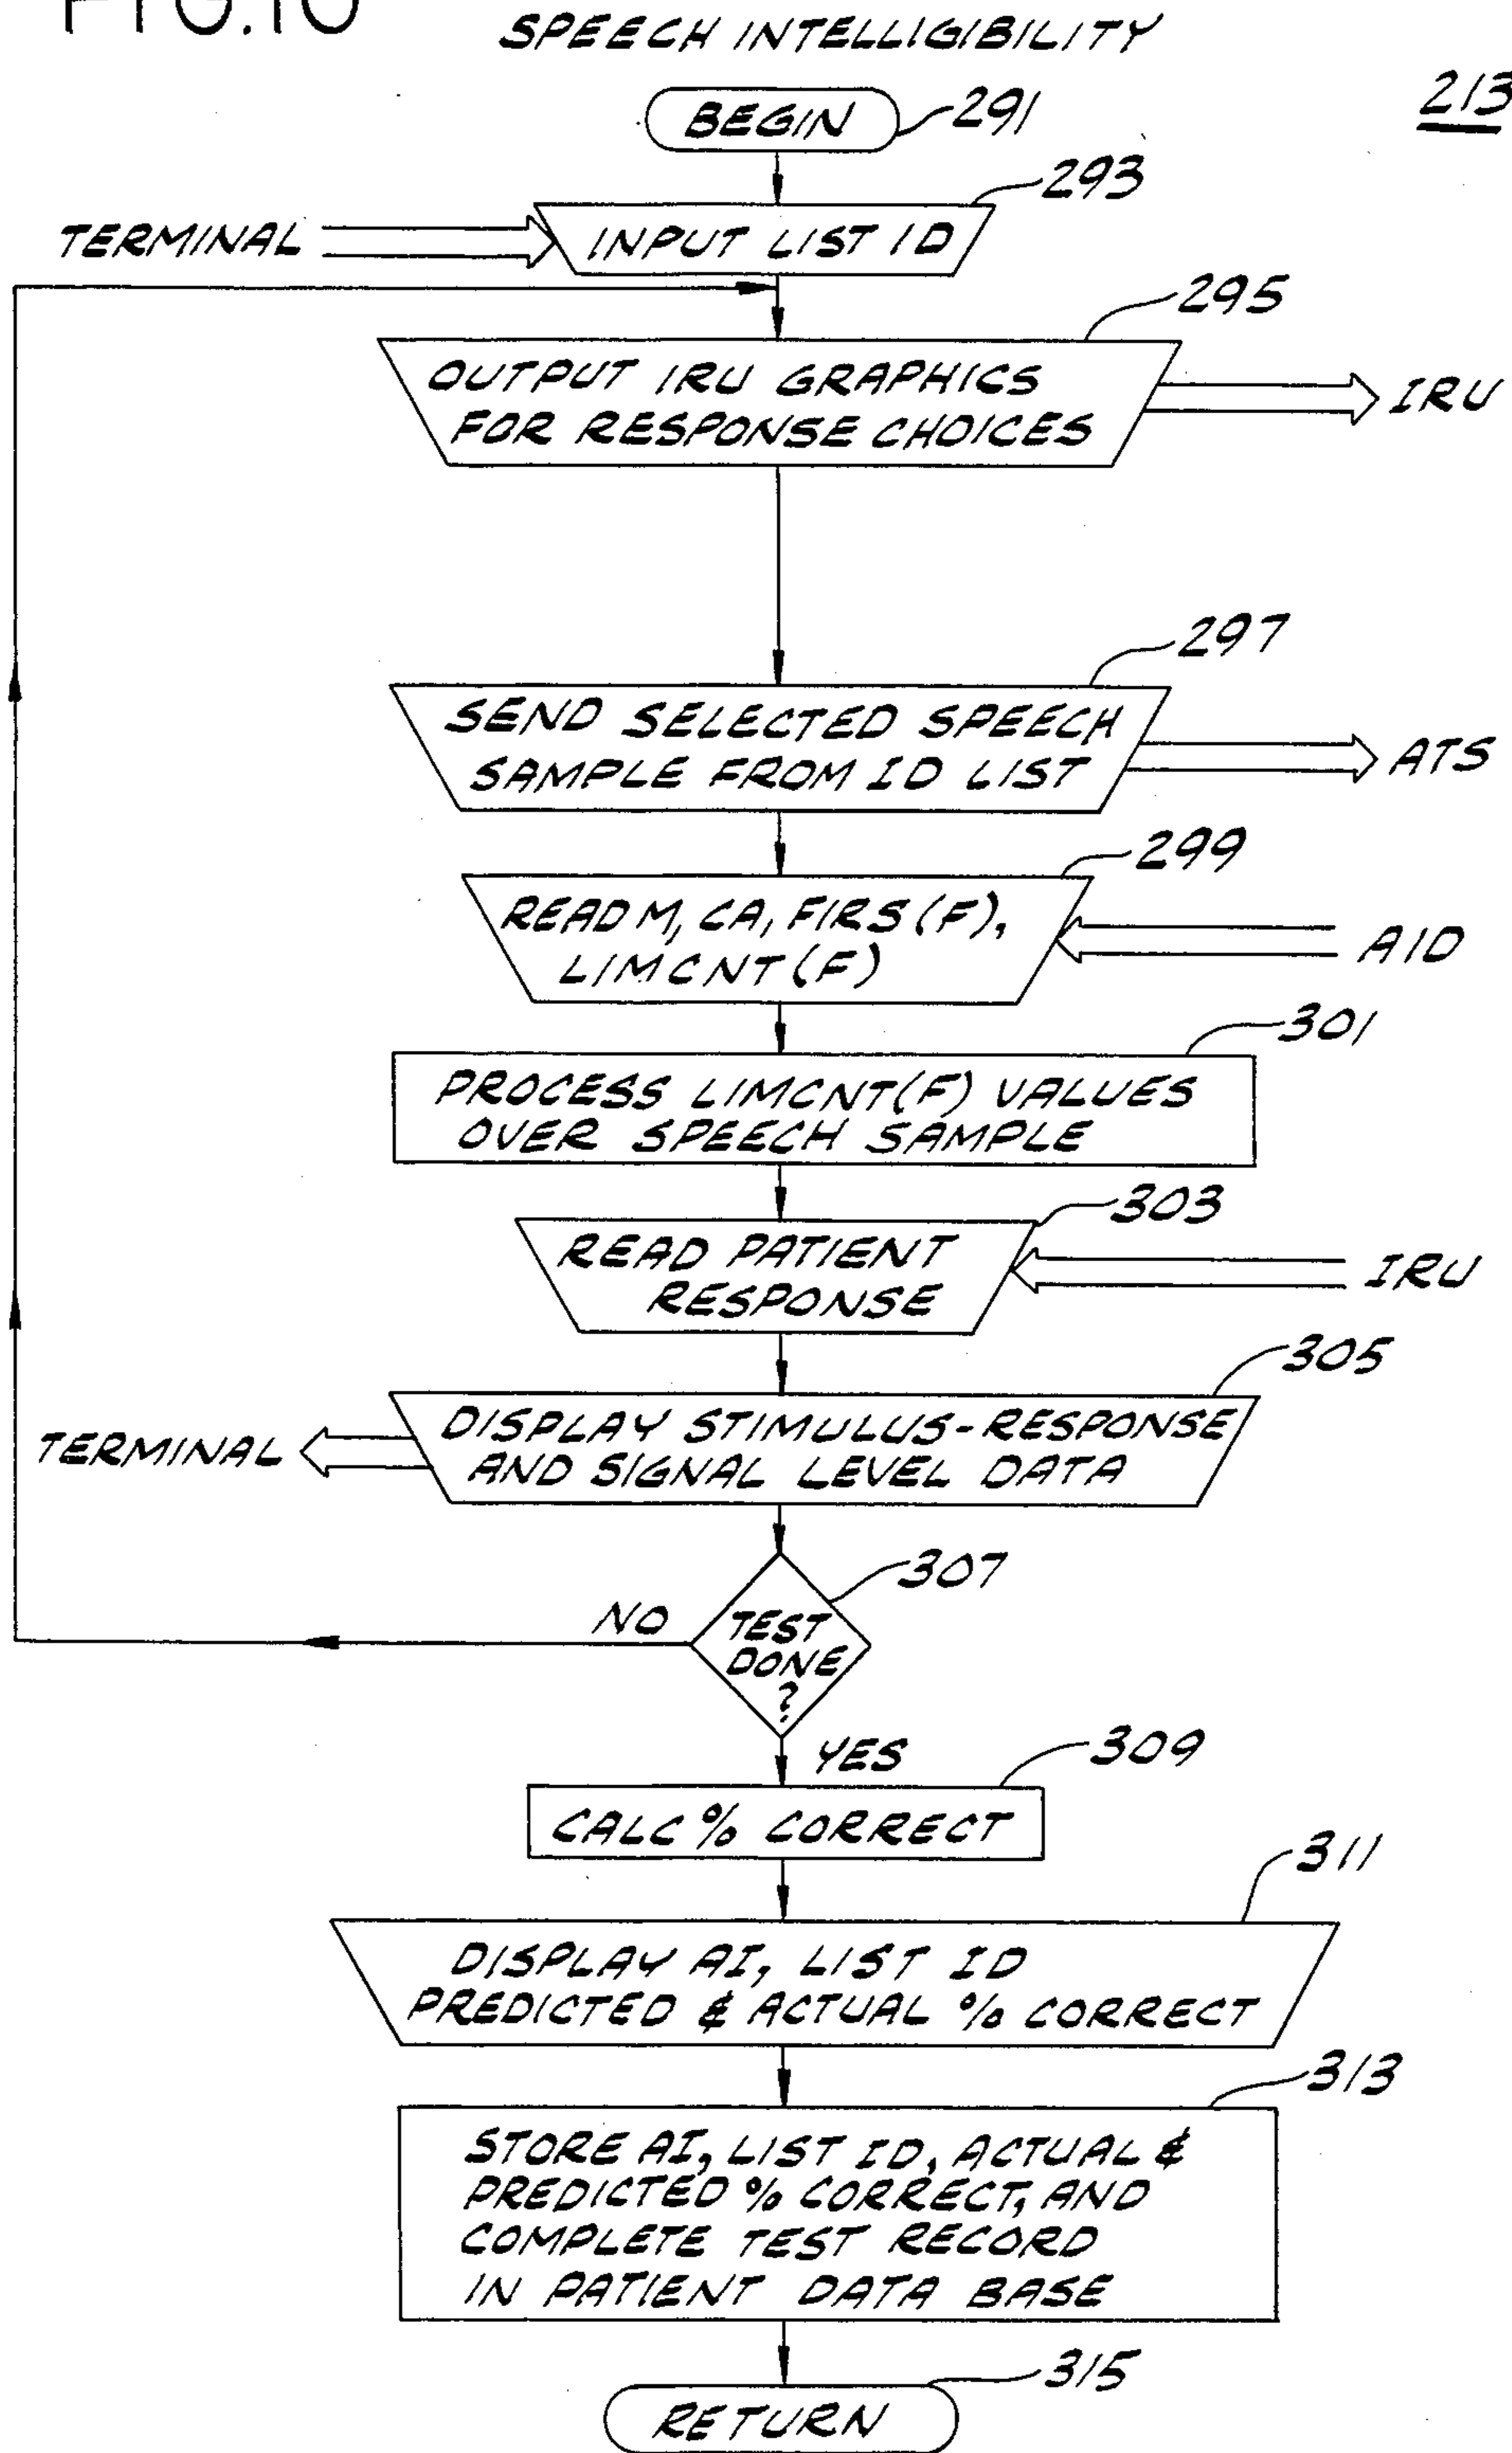 FIG.10
SPEECH INTELLIGIBILITY
213
BEGIN
291
293
TERMINAL
INPUT LIST ID
295
OUTPUT IRU GRAPHICS
FOR RESPONSE CHOICES
IRU
297
SEND SELECTED SPEECH
SAMPLE FROM ID LIST
ATS
299
READ M, CA, FIRS(F),
LIMCNT(F)
AID
301
PROCESS LIMCNT(F) VALUES
OVER SPEECH SAMPLE
303
READ PATIENT
RESPONSE
IRU
305
DISPLAY STIMULUS-RESPONSE
AND SIGNAL LEVEL DATA
TERMINAL
307
NO
TEST
DONE
?
YES
309
CALC % CORRECT
311
DISPLAY AI, LIST ID
PREDICTED & ACTUAL % CORRECT
313
STORE AI, LIST ID, ACTUAL &
PREDICTED % CORRECT, AND
COMPLETE TEST RECORD
IN PATIENT DATA BASE
315
RETURN